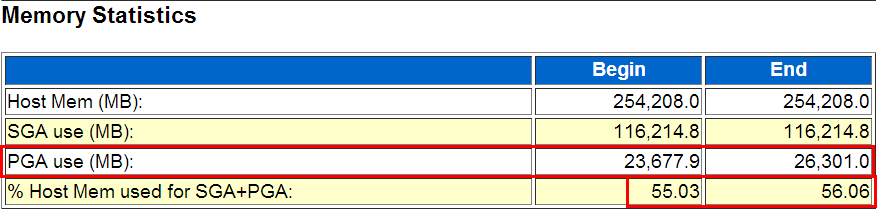 Memory Statistics
Begin End
Host Mem (MB): 254,208.0 254,208.0
SGA use (MB): 116,214.8 116,214.8
PGA use (MB): 23,677.9 26,301.0
% Host Mem used for SGA+PGA: 55.03 56.06